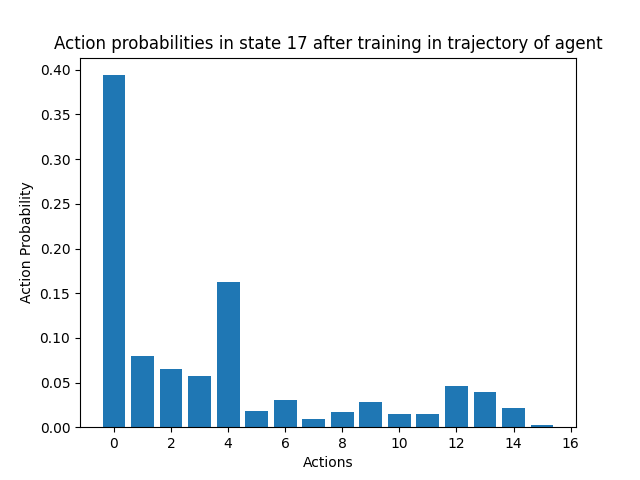 Action probabilities in state 17 after training in trajectory of agent
0.40
0.35
0.30
0.25
0.20
0.15
0.10
0.05
0.00
Action Probability
0 2 4 6 8 10 12 14 16
Actions